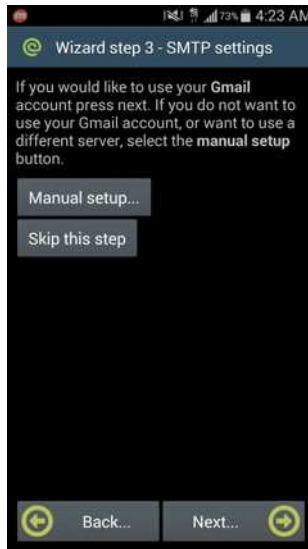 73% 4:23 AM
Wizard step 3 - SMTP settings
If you would like to use your Gmail
account press next. If you do not want to
use your Gmail account, or want to use a
different server, select the manual setup
button.
Manual setup...
Skip this step
Back... Next...